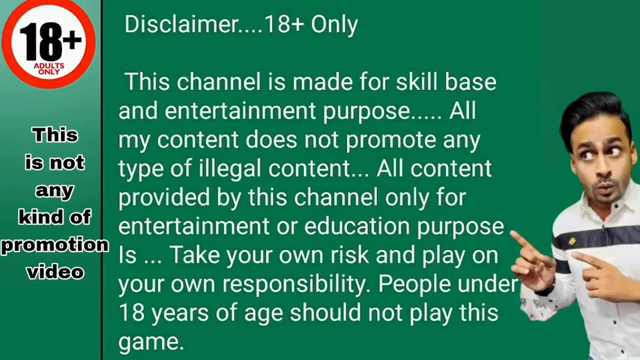 18+
ADULTS
ONLY
This
is not
any
kind of
promotion
video
Disclaimer....18+ Only
This channel is made for skill base
and entertainment purpose..... All
my content does not promote any
type of illegal content... All content
provided by this channel only for
entertainment or education purpose
Is ... Take your own risk and play on
your own responsibility. People under
18 years of age should not play this
game.